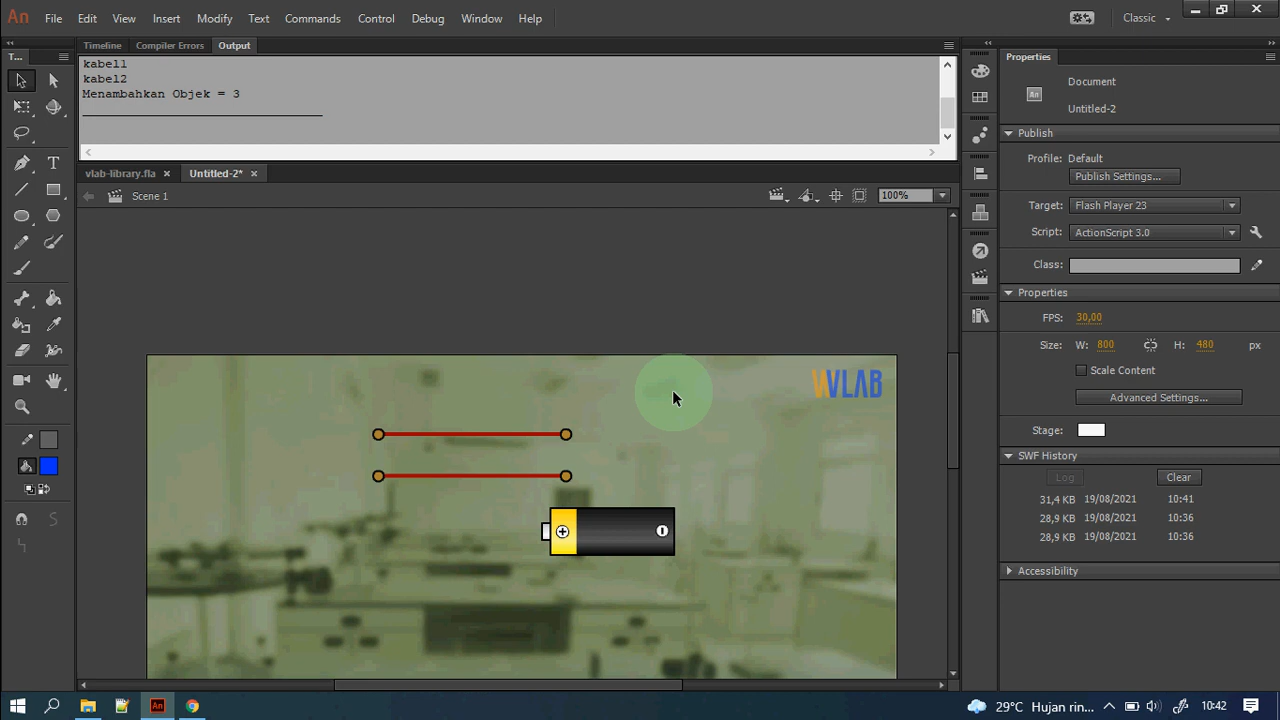 An File Edit View Insert Modify Text Commands Control Debug Window Help Classic
T... Timeline Compiler Errors Output Properties
kabel1
kabel2
Menambahkan Objek = 3
Document
An Untitled-2
Publish
Profile: Default
Publish Settings...
vlab-library.fla Untitled-2*
Scene 1 100%
Target: Flash Player 23
Script: ActionScript 3.0
Class:
Properties
FPS: 30,00
Size: W: 800 H: 480 px
Scale Content
Advanced Settings...
WVLAB
Stage:
SWF History
Log Clear
31,4 KB 19/08/2021 10:41
28,9 KB 19/08/2021 10:36
28,9 KB 19/08/2021 10:36
Accessibility
An 29°C Hujan rin... 10:42